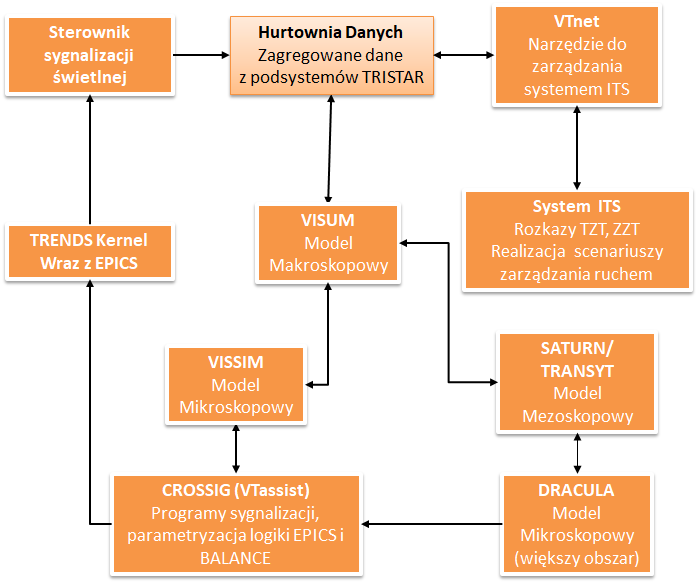 Sterownik
sygnalizacji
świetlnej
Hurtownia Danych
Zagregowane dane
z podsystemów TRISTAR
VTnet
Narzędzie do
zarządzania
systemem ITS
TRENDS Kernel
Wraz z EPICS
VISUM
Model
Makroskopowy
System ITS
Rozkazy TZT, ZZT
Realizacja scenariuszy
zarządzania ruchem
VISSIM
Model
Mikroskopowy
SATURN/
TRANSYT
Model
Mezoskopowy
CROSSIG (VTassist)
Programy sygnalizacji,
parametryzacja logiki EPICS i
BALANCE
DRACULA
Model
Mikroskopowy
(większy obszar)